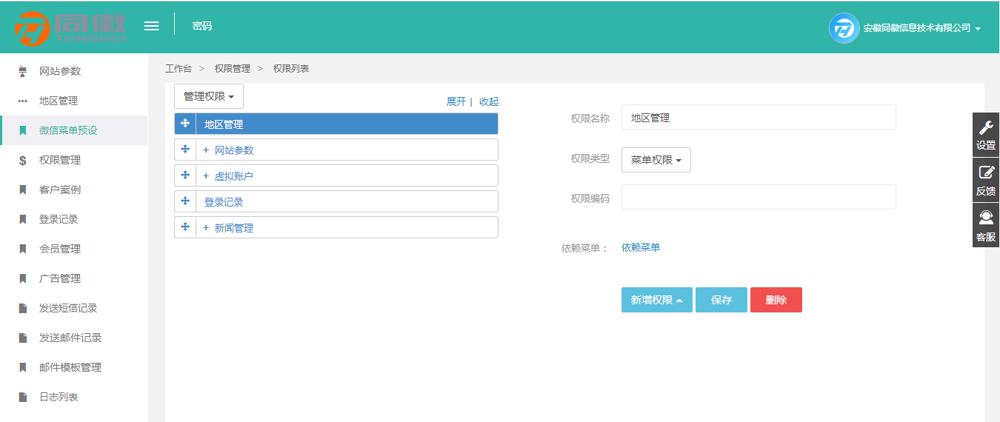 同徽
TONGHUI
密码
安徽同徽信息技术有限公司
网站参数
地区管理
微信菜单预设
权限管理
客户案例
登录记录
会员管理
广告管理
发送短信记录
发送邮件记录
邮件模板管理
日志列表
工作台 > 权限管理 > 权限列表
管理权限
展开 | 收起
地区管理
+ 网站参数
+ 虚拟账户
登录记录
+ 新闻管理
权限名称 地区管理
权限类型 菜单权限
权限编码
依赖菜单： 依赖菜单
新增权限 保存 删除
设置
反馈
客服